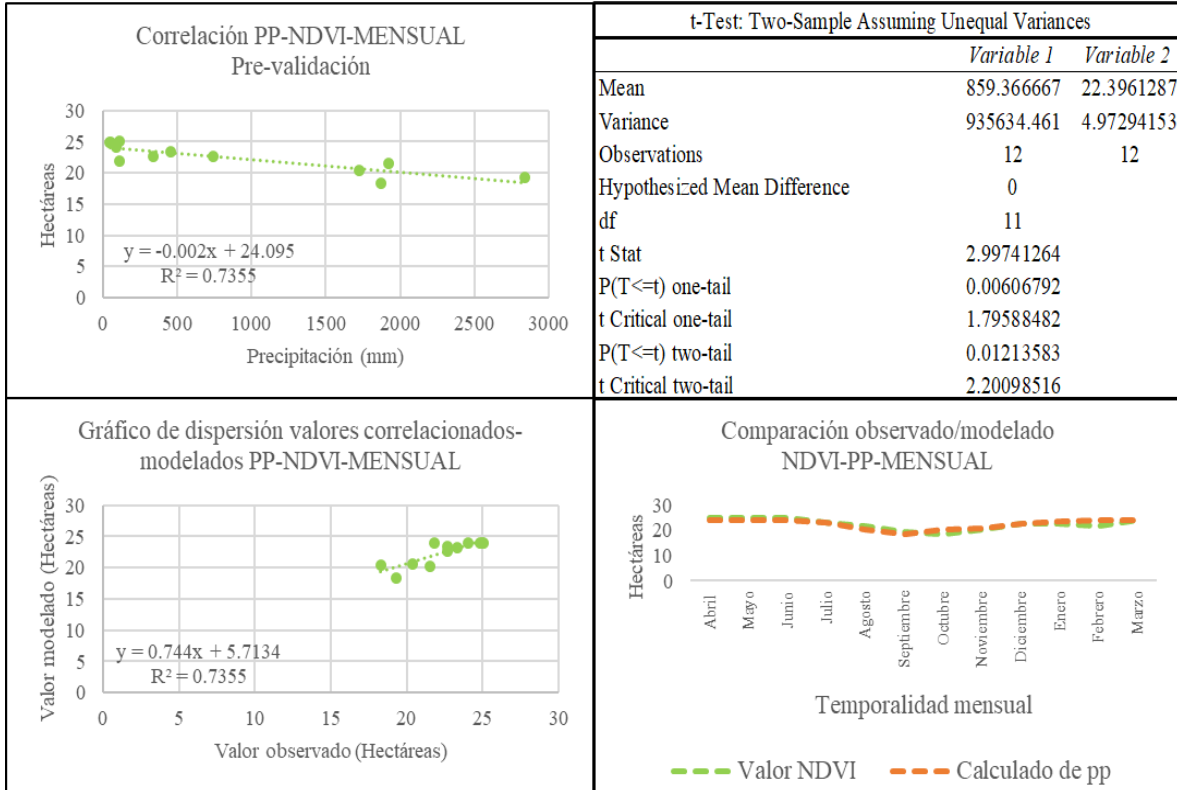 Correlación PP-NDVI-MENSUAL
Pre-validación
Hectáreas
30
25
20
15
10
5
0
y = -0.002x + 24.095
R² = 0.7355
0 500 1000 1500 2000 2500 3000
Precipitación (mm)
t-Test: Two-Sample Assuming Unequal Variances
Variable 1 Variable 2
Mean 859.366667 22.3961287
Variance 935634.461 4.97294153
Observations 12 12
Hypothesized Mean Difference 0
df 11
t Stat 2.99741264
P(T<=t) one-tail 0.00606792
t Critical one-tail 1.79588482
P(T<=t) two-tail 0.01213583
t Critical two-tail 2.20098516
Gráfico de dispersión valores correlacionados-
modelados PP-NDVI-MENSUAL
Valor modelado (Hectáreas)
30
25
20
15
10
5
0
y = 0.744x + 5.7134
R² = 0.7355
0 5 10 15 20 25 30
Valor observado (Hectáreas)
Comparación observado/modelado
NDVI-PP-MENSUAL
Hectáreas
30
20
10
0
Abril
Mayo
Junio
Julio
Agosto
Septiembre
Octubre
Noviembre
Diciembre
Enero
Febrero
Marzo
Temporalidad mensual
Valor NDVI Calculado de pp